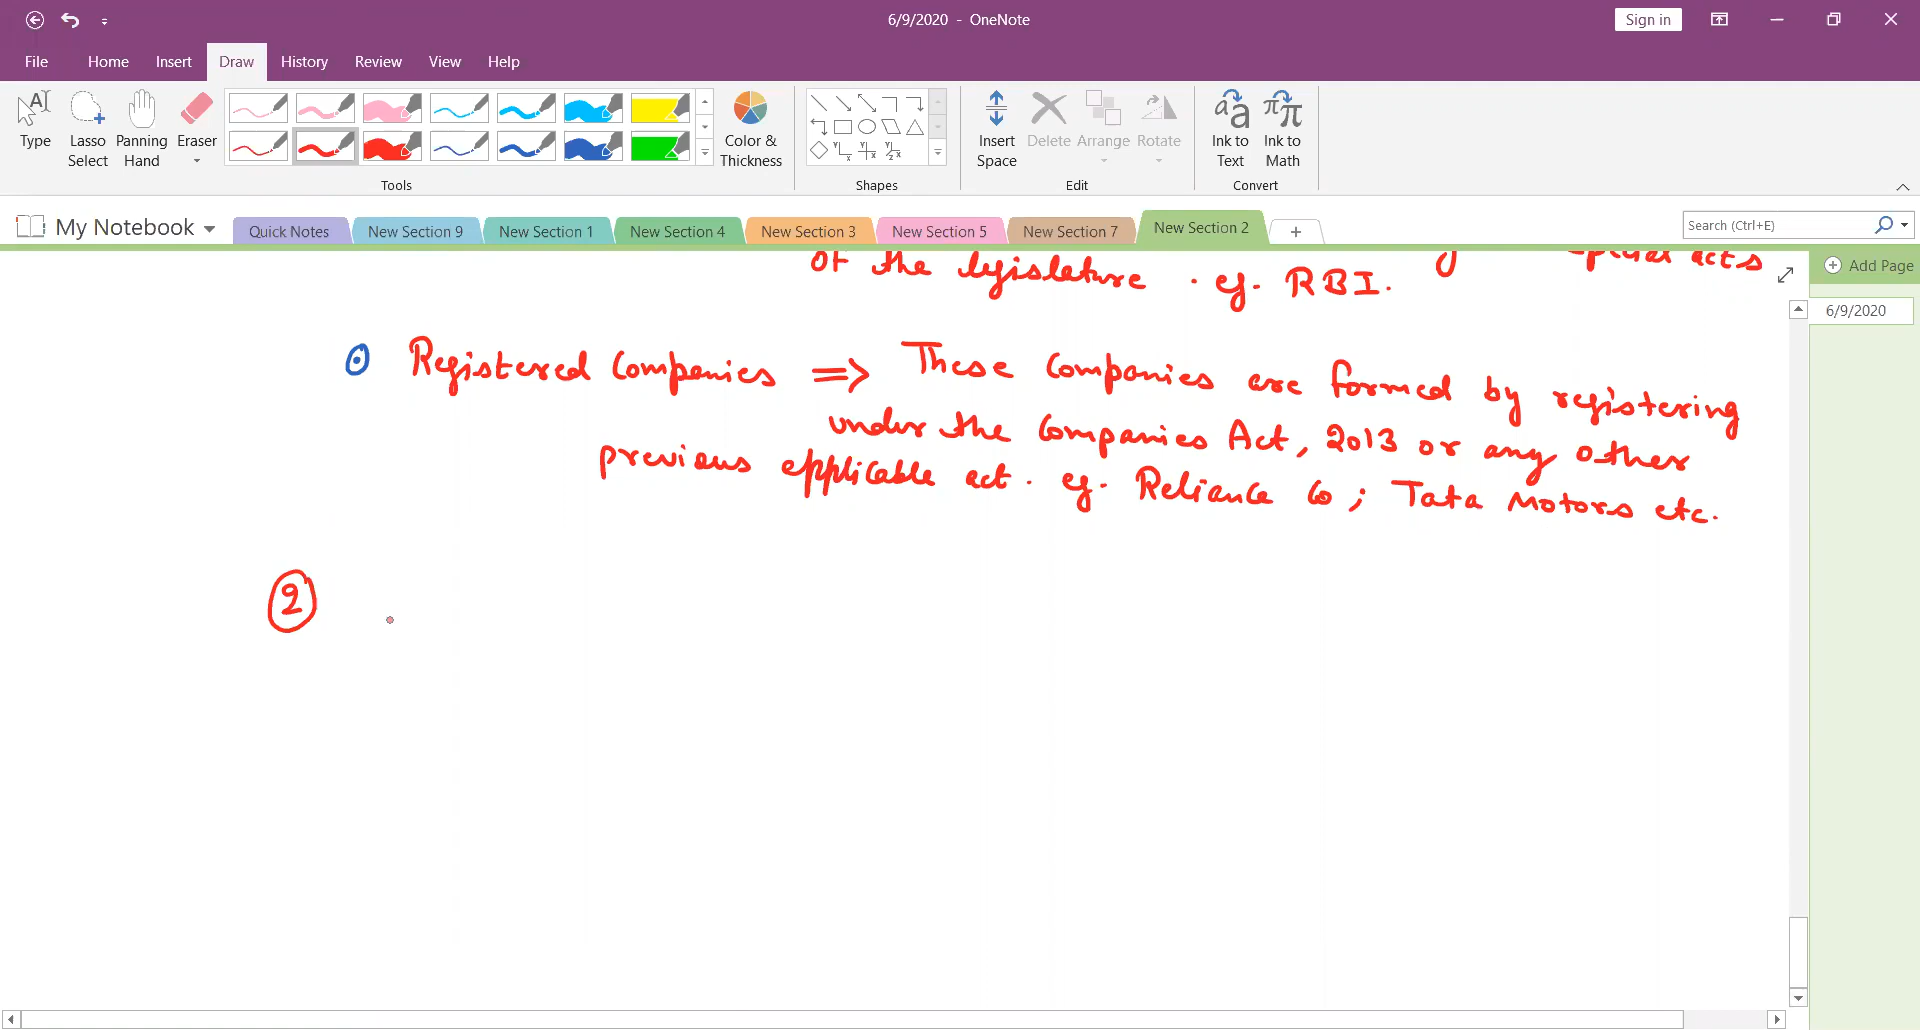 6/9/2020 - OneNote
Sign in
File Home Insert Draw History Review View Help
Type
Lasso Select
Panning Hand
Eraser
Color & Thickness
Insert Space
Delete
Arrange
Rotate
Ink to Text
Ink to Math
Tools
Shapes
Edit
Convert
My Notebook
Quick Notes
New Section 9
New Section 1
New Section 4
New Section 3
New Section 5
New Section 7
New Section 2
Search (Ctrl+E)
Add Page
6/9/2020
acts
of the legislature . eg. RBI.
Registered Companies => These Companies are formed by registering
under the Companies Act, 2013 or any other
previous applicable act. eg. Reliance Co; Tata Motors etc.
2